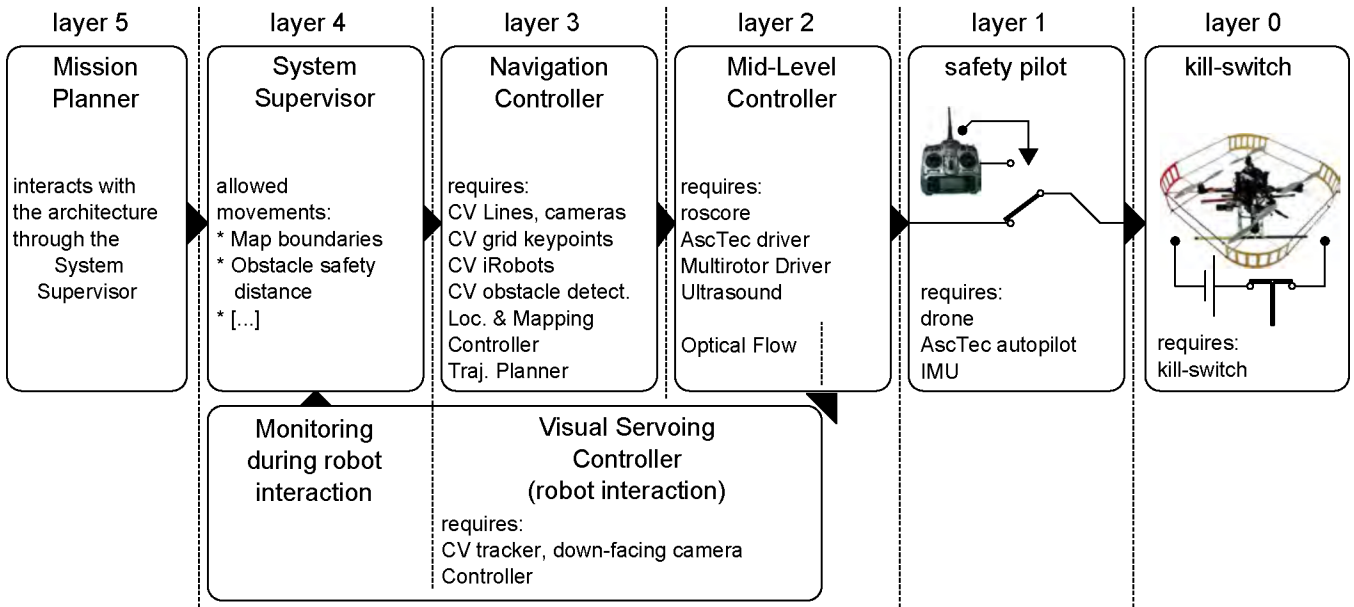 layer 5
layer 4
layer 3
layer 2
layer 1
layer 0
Mission
Planner
interacts with
the architecture
through the
System
Supervisor
System
Supervisor
allowed
movements:
* Map boundaries
* Obstacle safety
distance
* [...]
Navigation
Controller
requires:
CV Lines, cameras
CV grid keypoints
CV iRobots
CV obstacle detect.
Loc. & Mapping
Controller
Traj. Planner
Mid-Level
Controller
requires:
roscore
AscTec driver
Multirotor Driver
Ultrasound
Optical Flow
safety pilot
requires:
drone
AscTec autopilot
IMU
kill-switch
requires:
kill-switch
Monitoring
during robot
interaction
Visual Servoing
Controller
(robot interaction)
requires:
CV tracker, down-facing camera
Controller